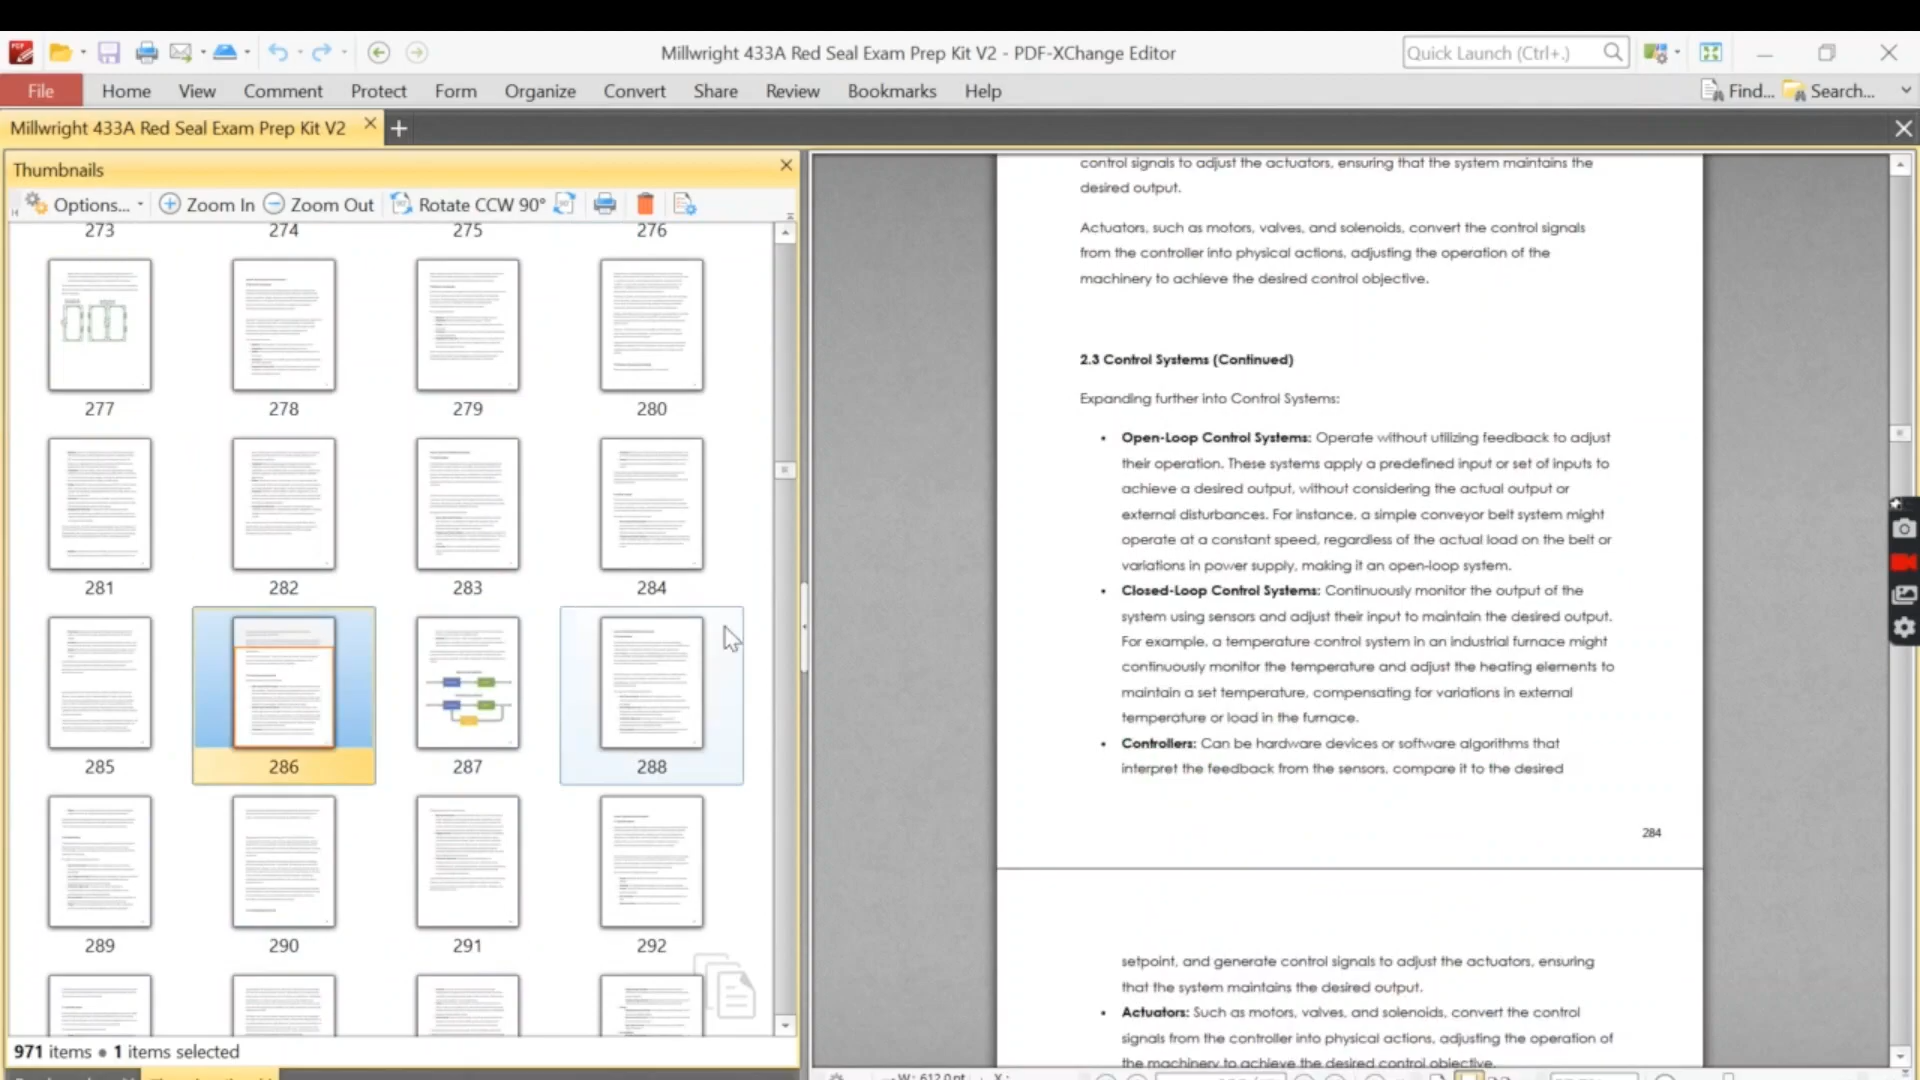 Millwright 433A Red Seal Exam Prep Kit V2 - PDF-XChange Editor
Quick Launch (Ctrl+.)
File Home View Comment Protect Form Organize Convert Share Review Bookmarks Help
Find... Search...
Millwright 433A Red Seal Exam Prep Kit V2
Thumbnails
Options... Zoom In Zoom Out Rotate CCW 90°
273 274 275 276
277 278 279 280
281 282 283 284
285 286 287 288
289 290 291 292
971 items • 1 items selected
control signals to adjust the actuators, ensuring that the system maintains the
desired output.
Actuators, such as motors, valves, and solenoids, convert the control signals
from the controller into physical actions, adjusting the operation of the
machinery to achieve the desired control objective.
2.3 Control Systems (Continued)
Expanding further into Control Systems:
• Open-Loop Control Systems: Operate without utilizing feedback to adjust
their operation. These systems apply a predefined input or set of inputs to
achieve a desired output, without considering the actual output or
external disturbances. For instance, a simple conveyor belt system might
operate at a constant speed, regardless of the actual load on the belt or
variations in power supply, making it an open-loop system.
• Closed-Loop Control Systems: Continuously monitor the output of the
system using sensors and adjust their input to maintain the desired output.
For example, a temperature control system in an industrial furnace might
continuously monitor the temperature and adjust the heating elements to
maintain a set temperature, compensating for variations in external
temperature or load in the furnace.
• Controllers: Can be hardware devices or software algorithms that
interpret the feedback from the sensors, compare it to the desired
284
setpoint, and generate control signals to adjust the actuators, ensuring
that the system maintains the desired output.
• Actuators: Such as motors, valves, and solenoids, convert the control
signals from the controller into physical actions, adjusting the operation of
the machinery to achieve the desired control objective.